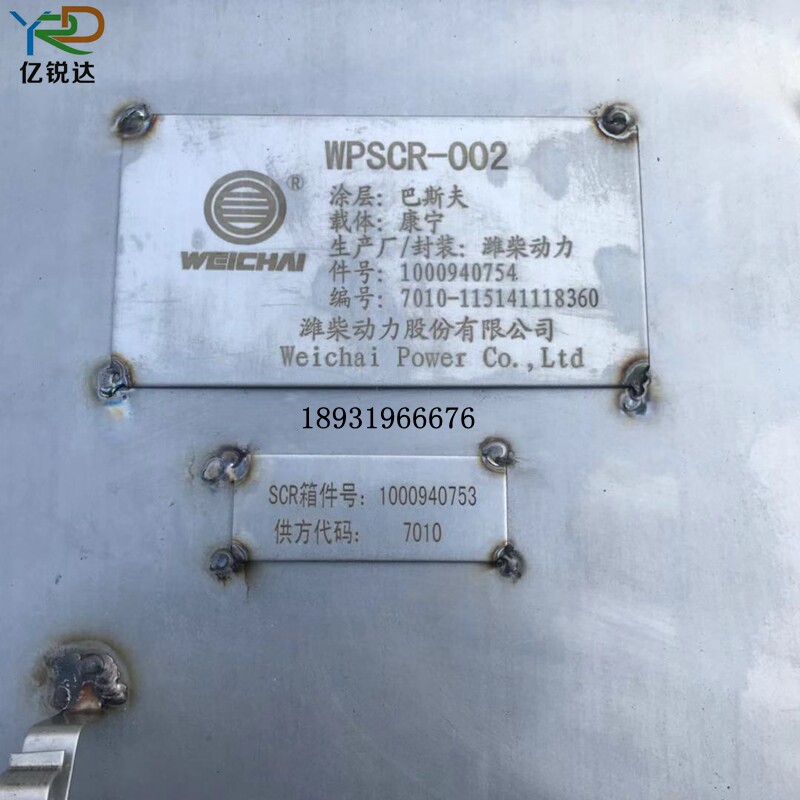 YRD
亿锐达
WPSCR-002
涂层: 巴斯夫
载体: 康宁
生产厂/封装: 潍柴动力
件号: 1000940754
编号: 7010-115141118360
®
WEICHAI
潍柴动力股份有限公司
Weichai Power Co.,Ltd
18931966676
SCR箱件号: 1000940753
供方代码: 7010